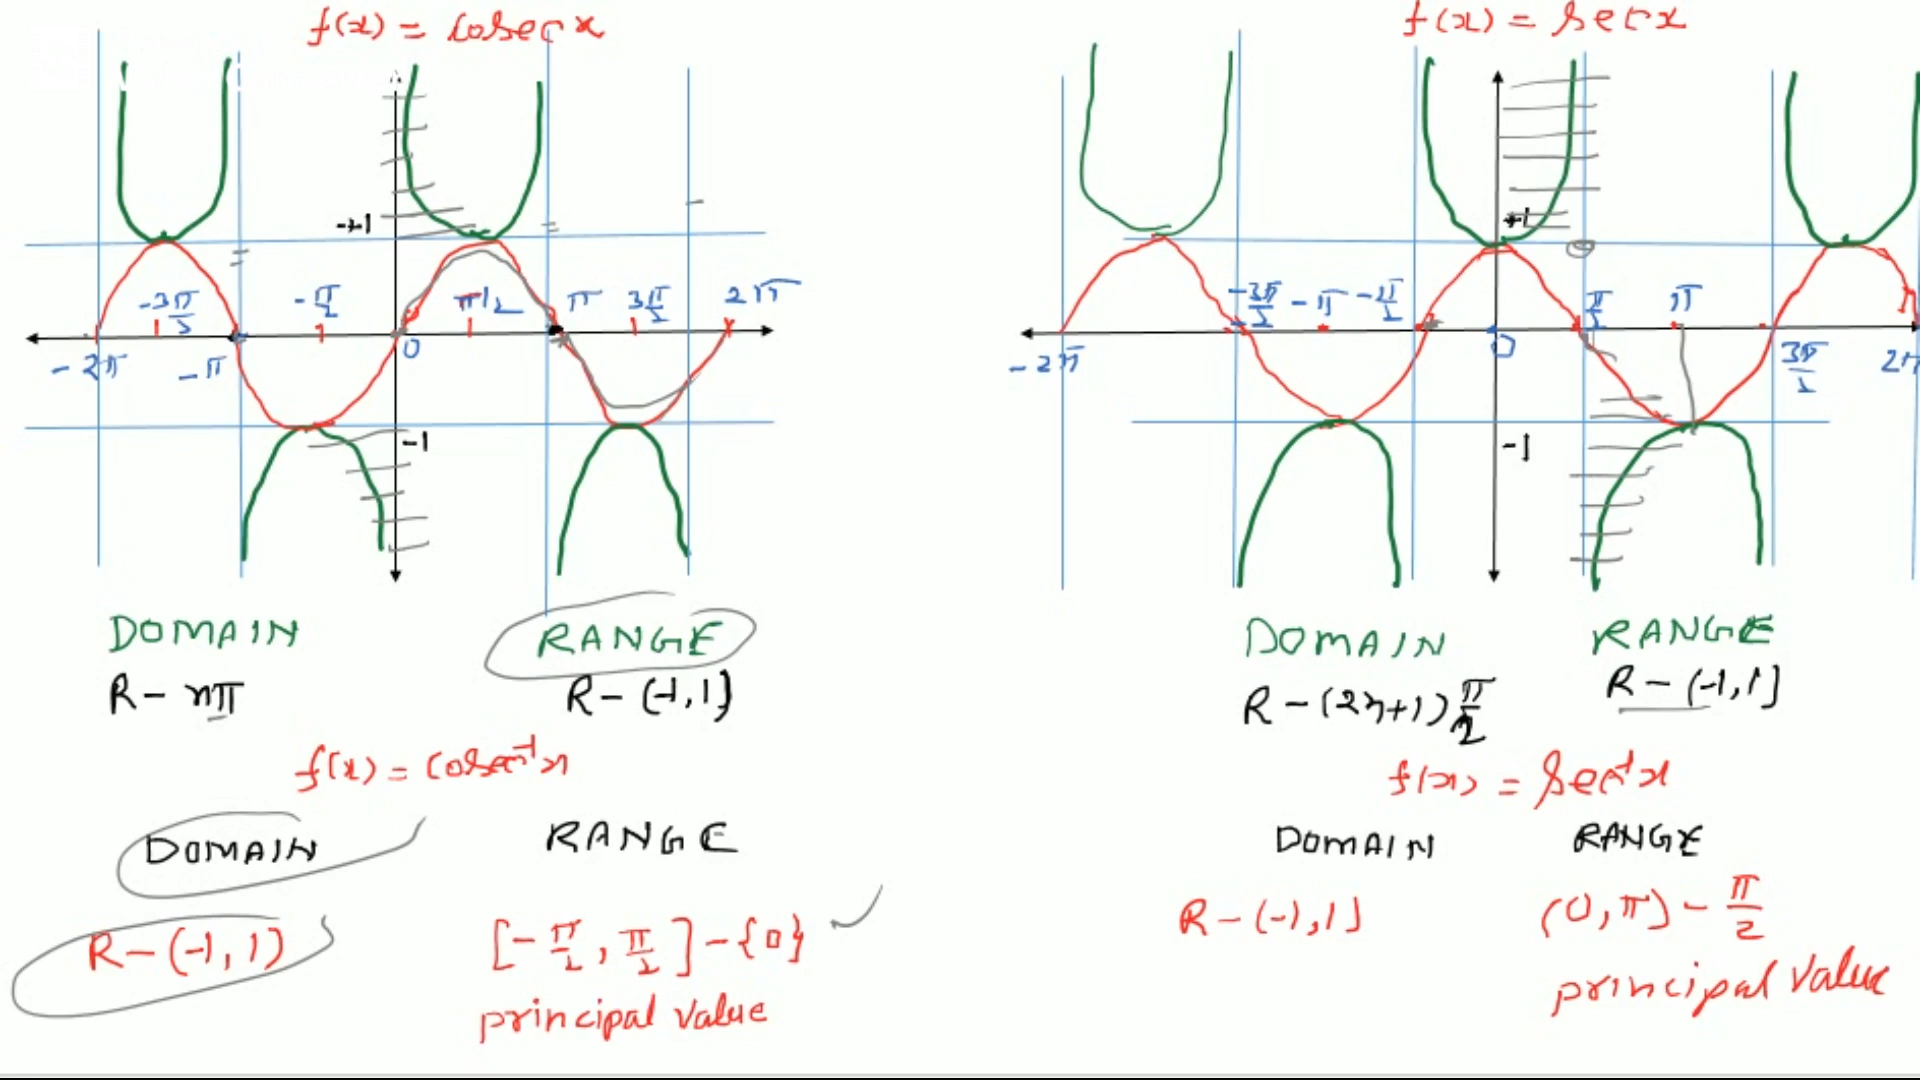 f(x) = cosec x
-+1
-3π/2
-π/2
π/2
π
3π/2
2π
-2π
-π
0
-1
DOMAIN
RANGE
R - nπ
R - (-1,1)
f(x) = cosec⁻¹x
DOMAIN
RANGE
R - (-1, 1)
[-π/2, π/2] - {0}
principal value
f(x) = sec x
+1
-3π/2
-π
-π/2
π/2
π
-2π
0
3π/2
2π
-1
DOMAIN
RANGE
R - (2n+1) π/2
R - (-1,1)
f(x) = sec⁻¹x
DOMAIN
RANGE
R - (-1,1)
(0, π) - π/2
principal value